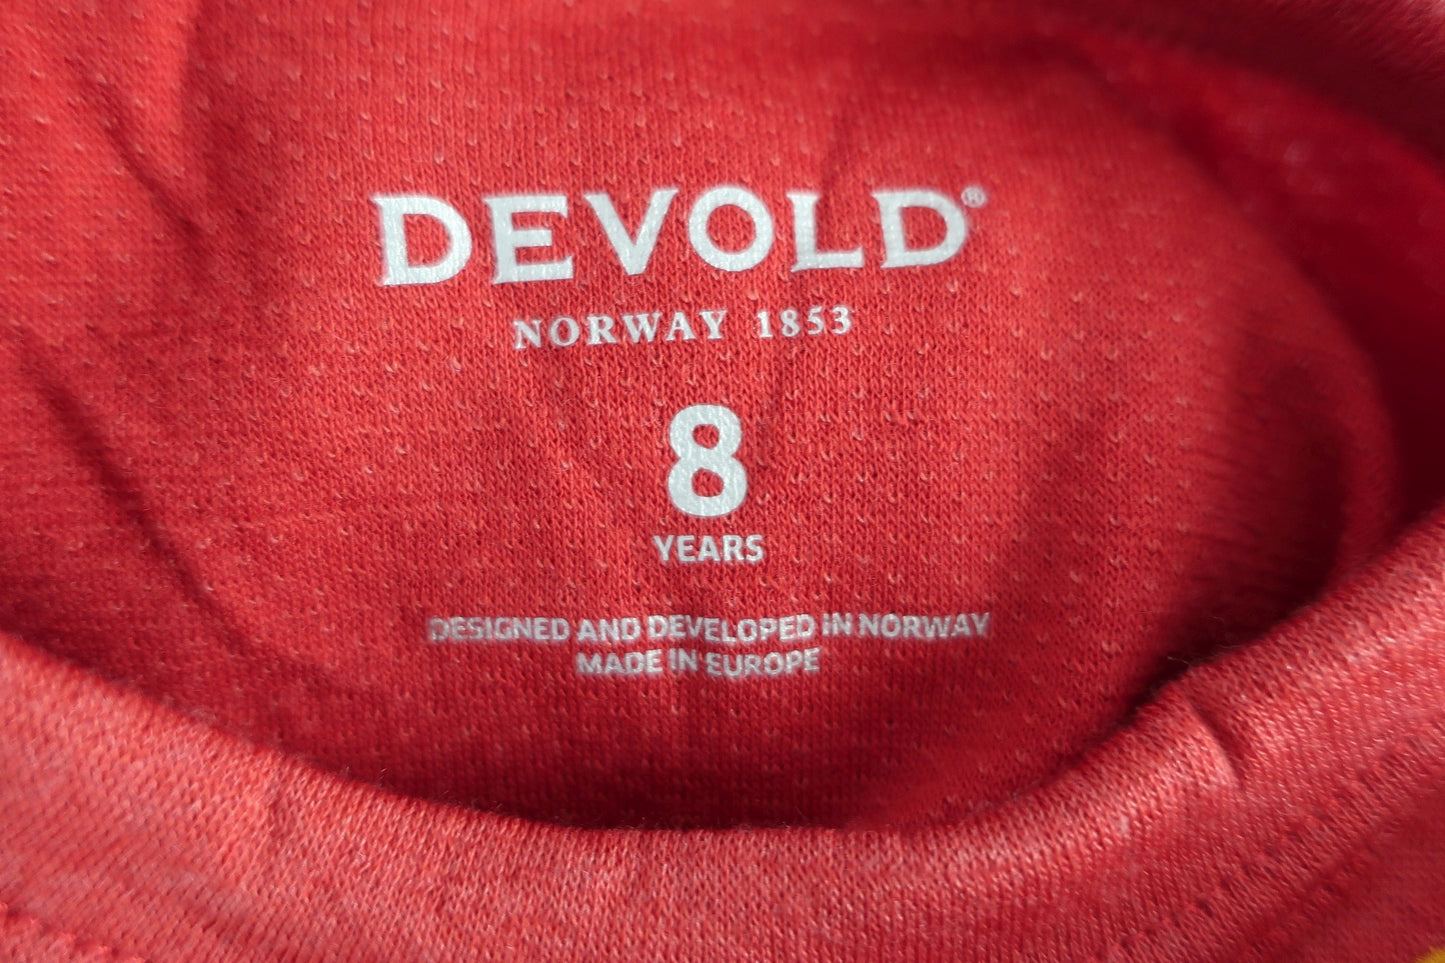 DEVOLD®
NORWAY 1853
8
YEARS
DESIGNED AND DEVELOPED IN NORWAY
MADE IN EUROPE